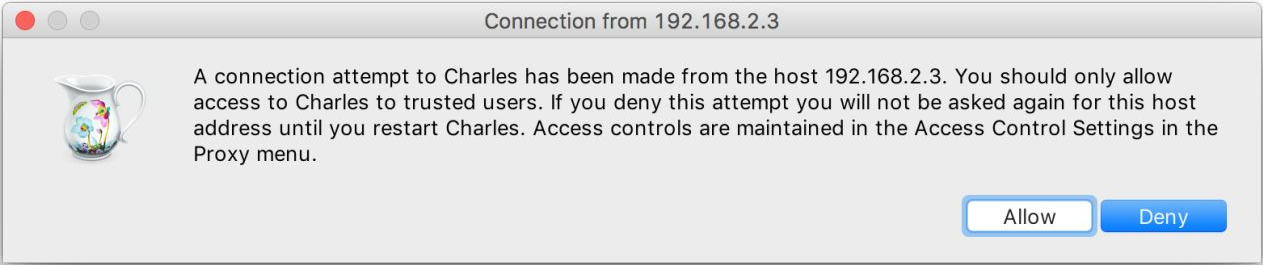 Connection from 192.168.2.3
A connection attempt to Charles has been made from the host 192.168.2.3. You should only allow
access to Charles to trusted users. If you deny this attempt you will not be asked again for this host
address until you restart Charles. Access controls are maintained in the Access Control Settings in the
Proxy menu.
Allow
Deny